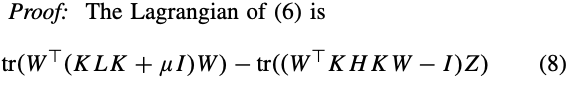 Proof: The Lagrangian of (6) is
tr(W⊤(KLK + μI)W) − tr((W⊤KHKW − I)Z) (8)